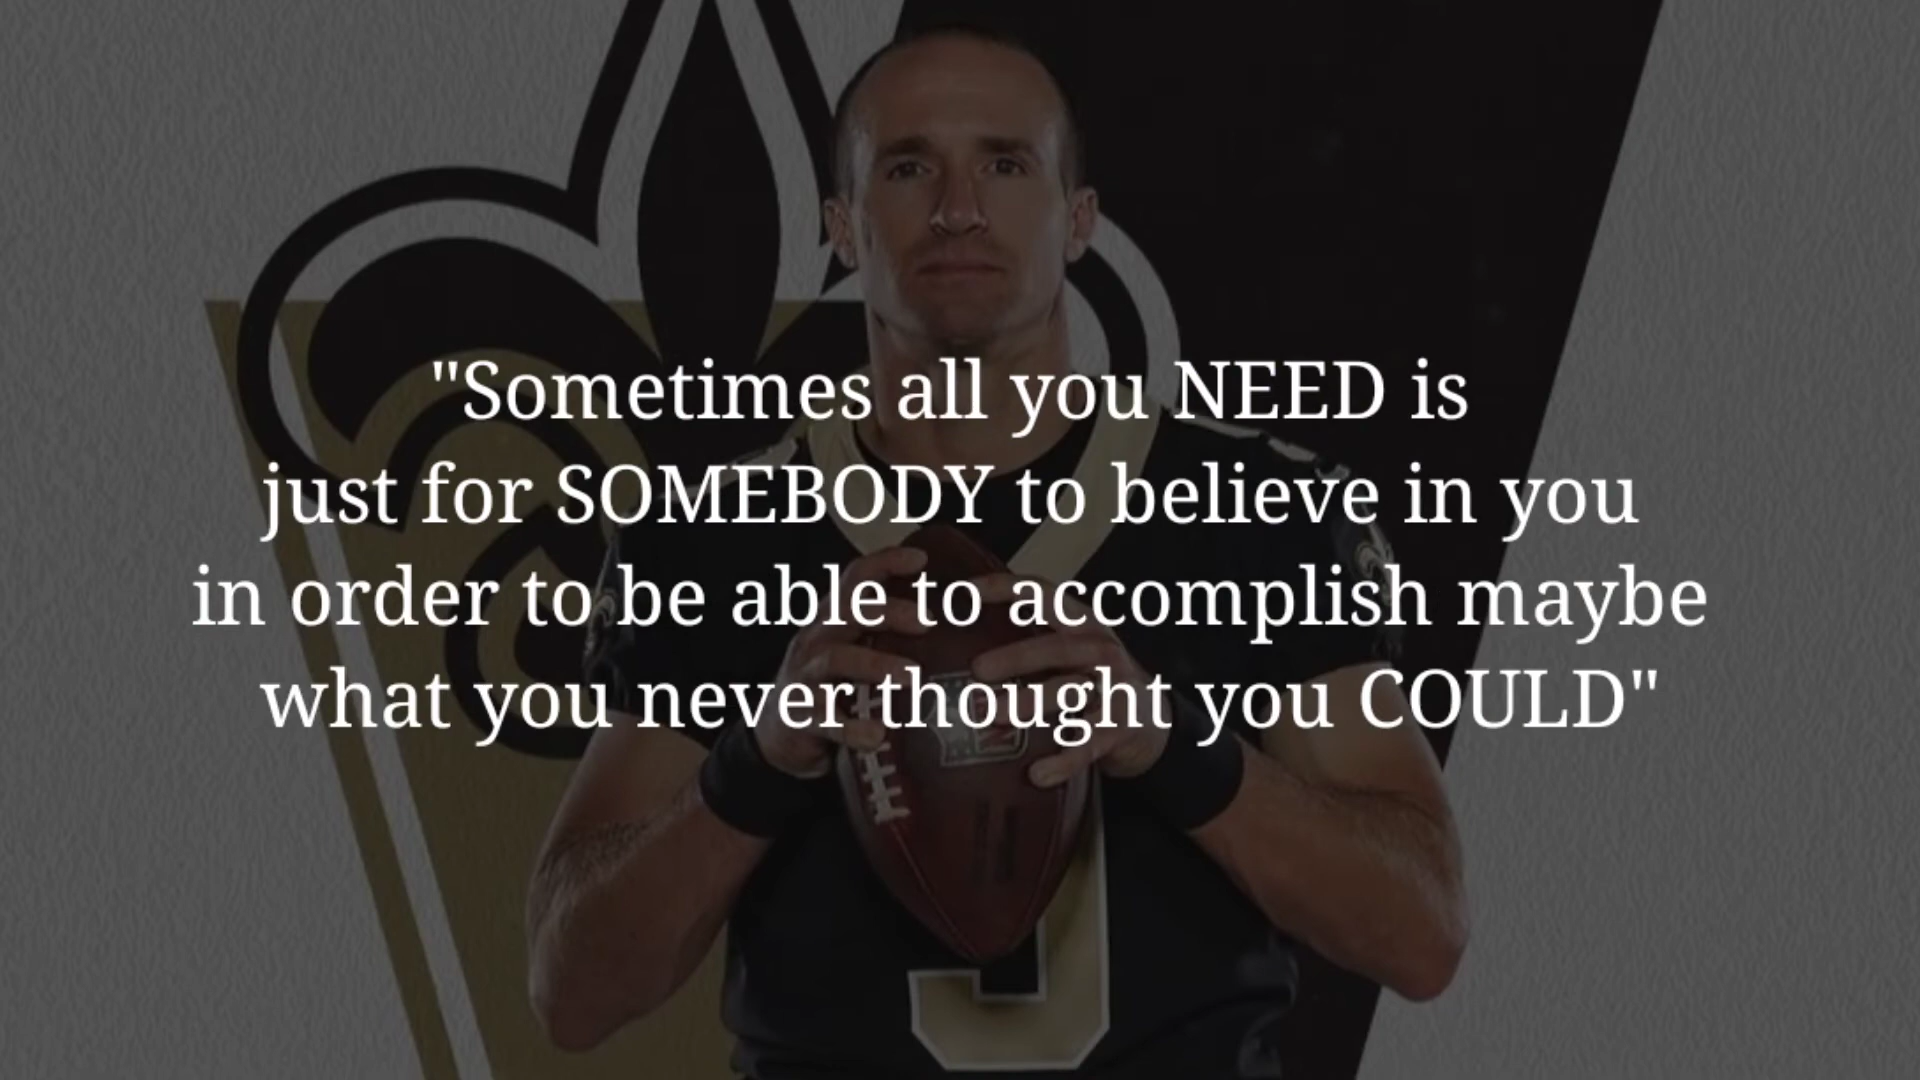 "Sometimes all you NEED is
just for SOMEBODY to believe in you
in order to be able to accomplish maybe
what you never thought you COULD"